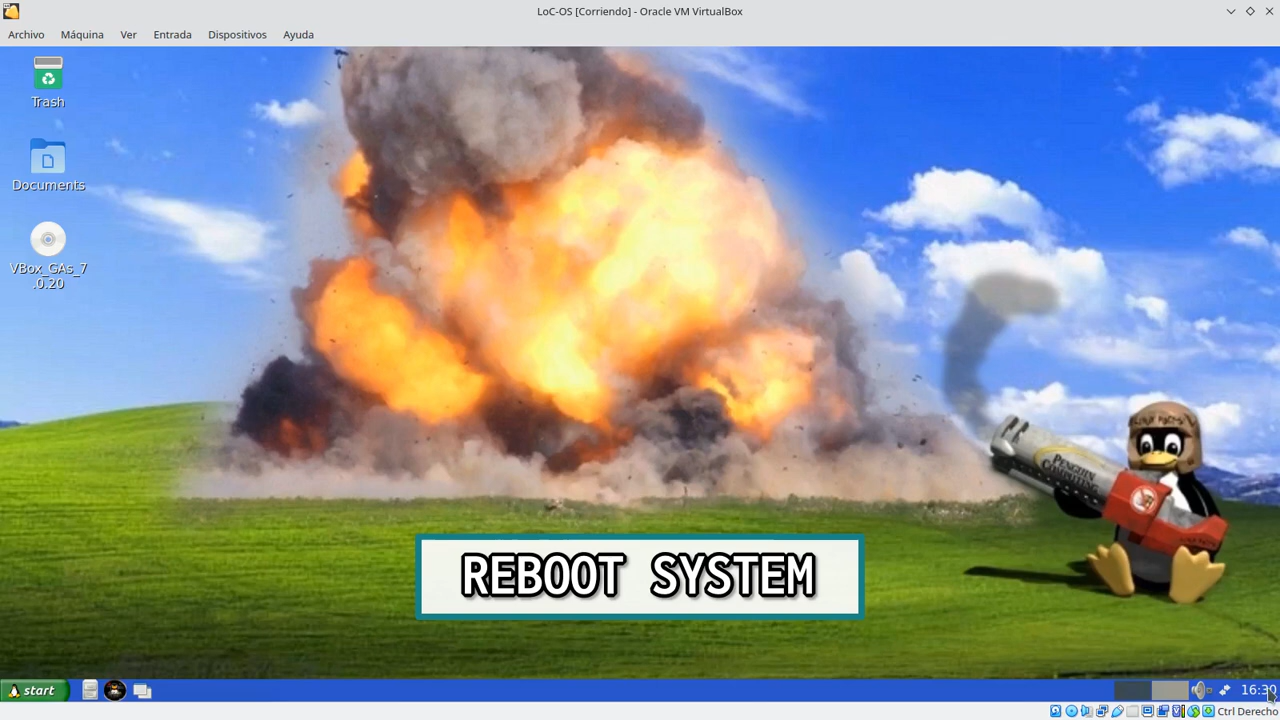 LoC-OS [Corriendo] - Oracle VM VirtualBox
Archivo Máquina Ver Entrada Dispositivos Ayuda
Trash
Documents
VBox_GAs_7
.0.20
PENGUIN
REBOOT SYSTEM
start
16:30
Ctrl Derecho